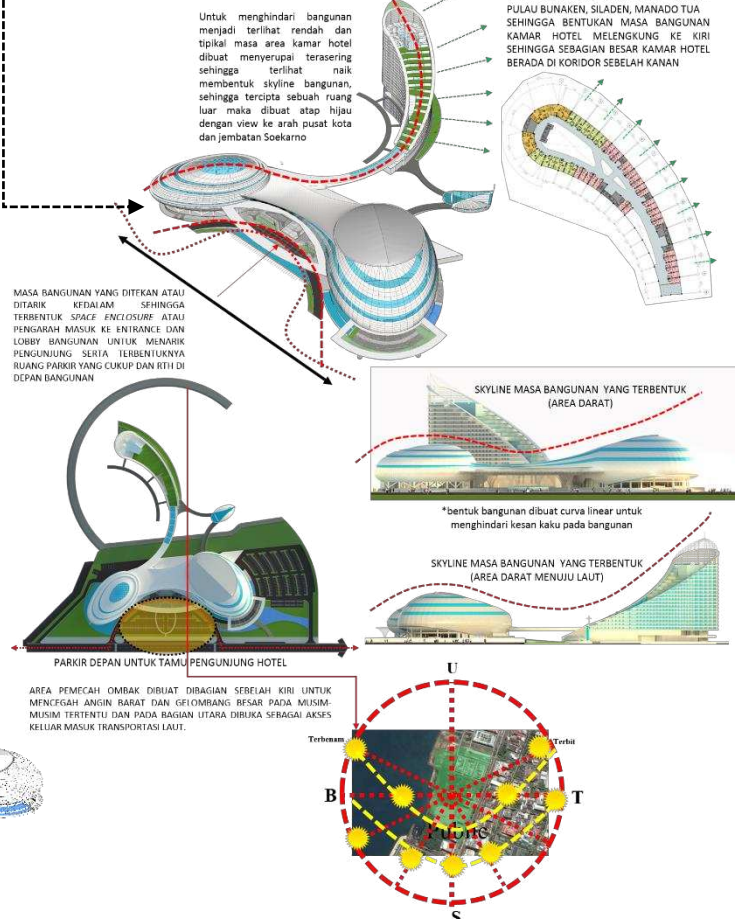 Untuk menghindari bangunan
menjadi terlihat rendah dan
tipikal masa area kamar hotel
dibuat menyerupai terasering
sehingga terlihat naik
membentuk skyline bangunan,
sehingga tercipta sebuah ruang
luar maka dibuat atap hijau
dengan view ke arah pusat kota
dan jembatan Soekarno
PULAU BUNAKEN, SILADEN, MANADO TUA
SEHINGGA BENTUKAN MASA BANGUNAN
KAMAR HOTEL MELENGKUNG KE KIRI
SEHINGGA SEBAGIAN BESAR KAMAR HOTEL
BERADA DI KORIDOR SEBELAH KANAN
MASA BANGUNAN YANG DITEKAN ATAU
DITARIK KEDALAM SEHINGGA
TERBENTUK SPACE ENCLOSURE ATAU
PENGARAH MASUK KE ENTRANCE DAN
LOBBY BANGUNAN UNTUK MENARIK
PENGUNJUNG SERTA TERBENTUKNYA
RUANG PARKIR YANG CUKUP DAN RTH DI
DEPAN BANGUNAN
SKYLINE MASA BANGUNAN YANG TERBENTUK
(AREA DARAT)
*bentuk bangunan dibuat curva linear untuk
menghindari kesan kaku pada bangunan
SKYLINE MASA BANGUNAN YANG TERBENTUK
(AREA DARAT MENUJU LAUT)
PARKIR DEPAN UNTUK TAMU PENGUNJUNG HOTEL
AREA PEMECAH OMBAK DIBUAT DIBAGIAN SEBELAH KIRI UNTUK
MENCEGAH ANGIN BARAT DAN GELOMBANG BESAR PADA MUSIM-
MUSIM TERTENTU DAN PADA BAGIAN UTARA DIBUKA SEBAGAI AKSES
KELUAR MASUK TRANSPORTASI LAUT.
U
Terbenam
Terbit
B
T
Public
S